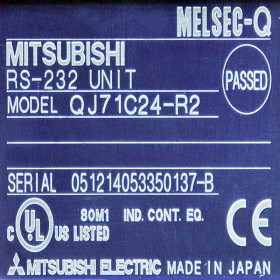 MELSEC-Q
MITSUBISHI
RS-232 UNIT
PASSED
MODEL QJ71C24-R2
SERIAL 051214053350137-B
C UL US LISTED
80M1 IND. CONT. EQ.
CE
MITSUBISHI ELECTRIC MADE IN JAPAN